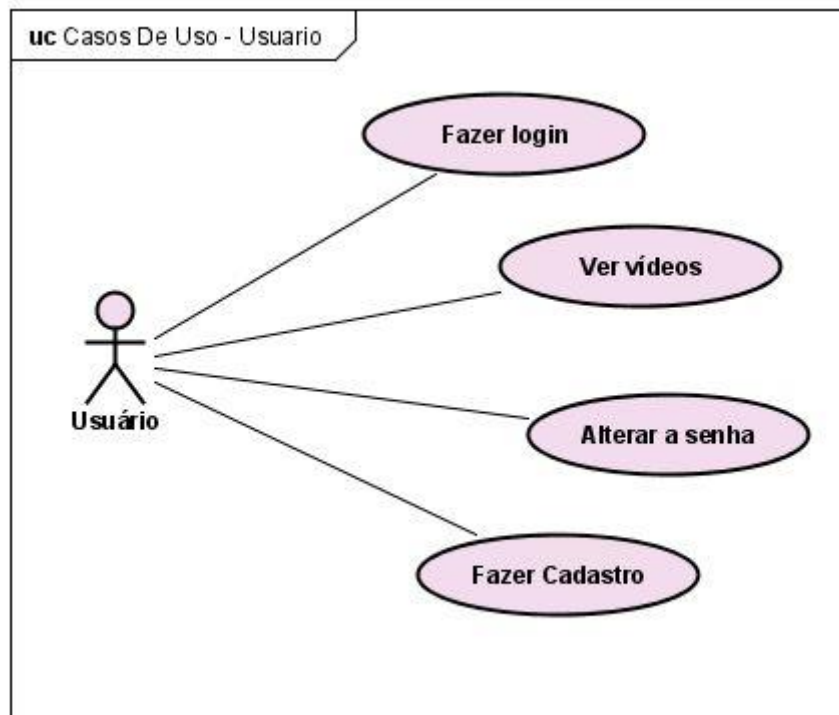 uc Casos De Uso - Usuario
Fazer login
Ver vídeos
Usuário
Alterar a senha
Fazer Cadastro